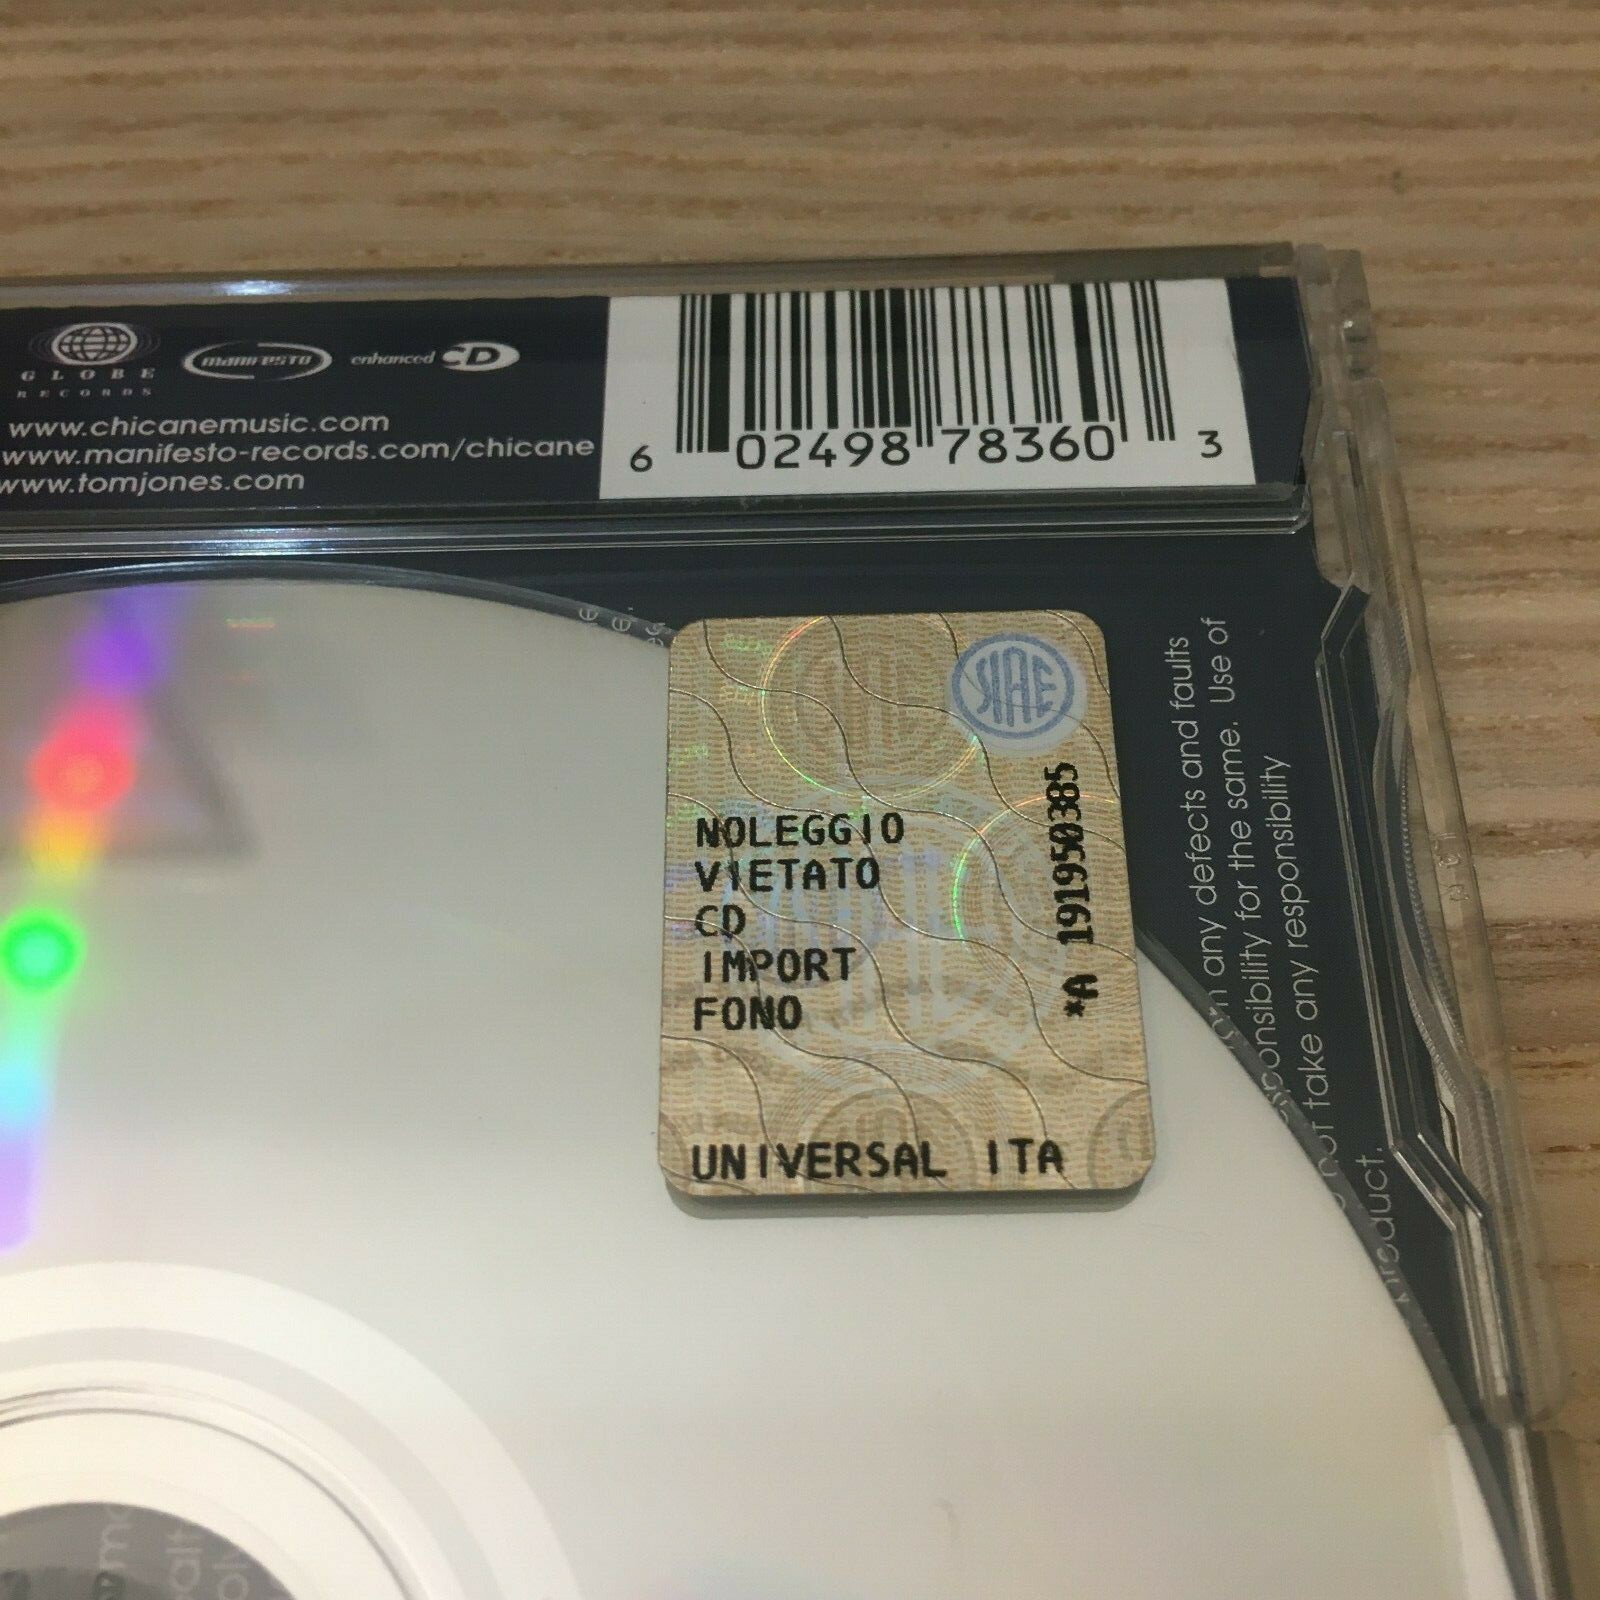 GLOBE
RECORDS
manifesto
enhanced CD
www.chicanemusic.com
www.manifesto-records.com/chicane
www.tomjones.com
6 02498 78360 3
SIAE
NOLEGGIO
VIETATO
CD
IMPORT
FONO
*A 191950385
UNIVERSAL ITA
any defects and faults
responsibility for the same. Use of
not take any responsibility
product.